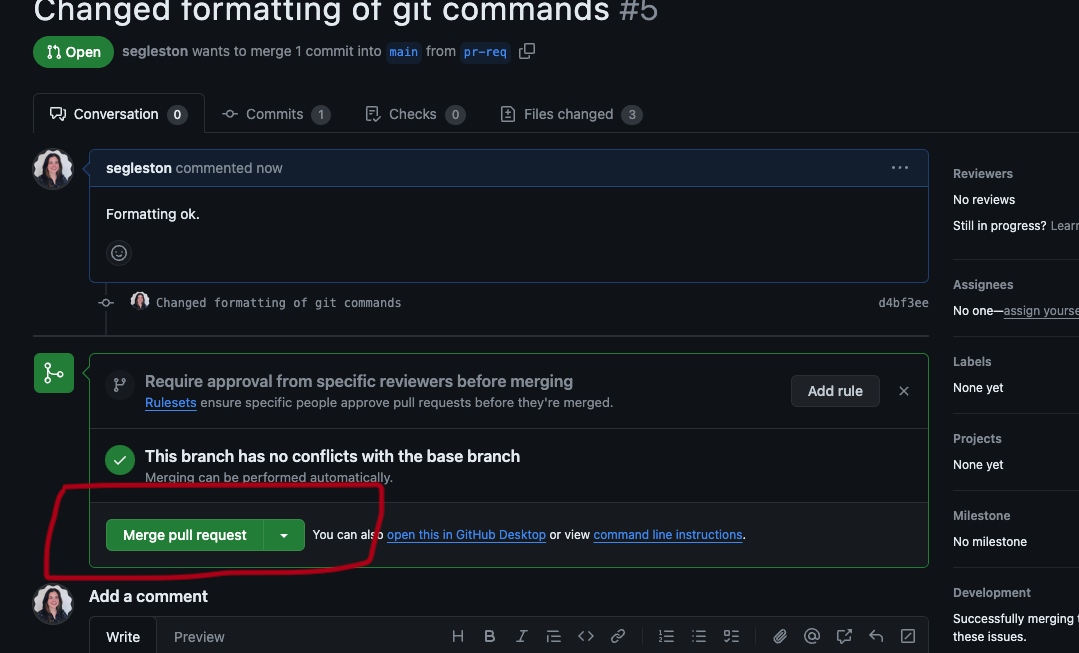 Changed formatting of git commands #5
Open segleston wants to merge 1 commit into main from pr-req
Conversation 0 Commits 1 Checks 0 Files changed 3
segleston commented now
Formatting ok.
Changed formatting of git commands d4bf3ee
Require approval from specific reviewers before merging
Rulesets ensure specific people approve pull requests before they're merged.
Add rule
This branch has no conflicts with the base branch
Merging can be performed automatically.
Merge pull request You can also open this in GitHub Desktop or view command line instructions.
Add a comment
Write Preview
Reviewers
No reviews
Still in progress? Learn
Assignees
No one—assign yourse
Labels
None yet
Projects
None yet
Milestone
No milestone
Development
Successfully merging
these issues.